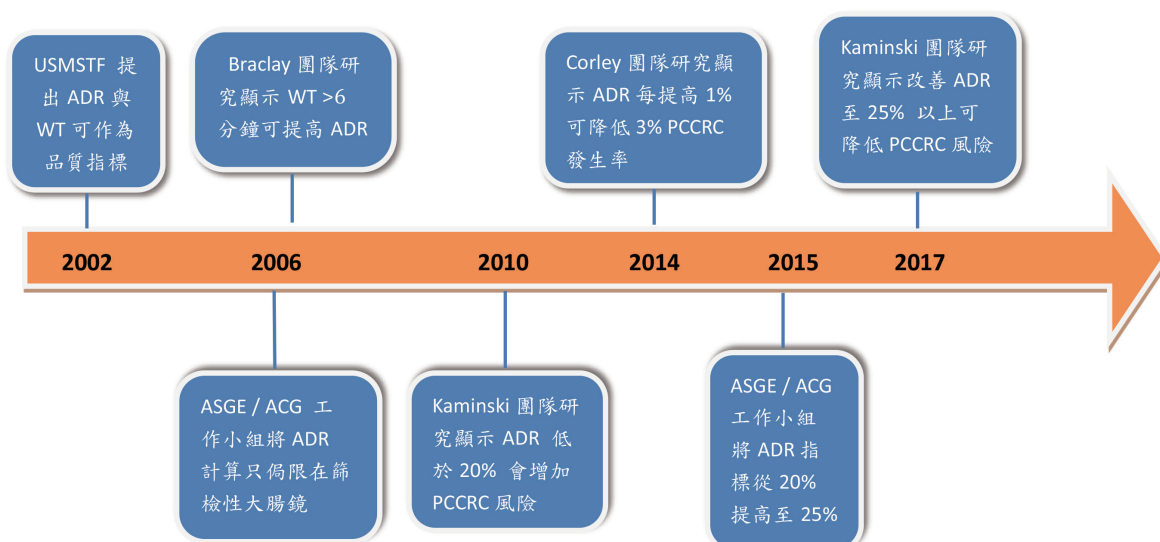 USMSTF 提
出 ADR 與
WT 可作為
品質指標
Braclay 團隊研
究顯示 WT >6
分鐘可提高 ADR
Corley 團隊研究顯
示 ADR 每提高 1%
可降低 3% PCCRC
發生率
Kaminski 團隊研
究顯示改善 ADR
至 25% 以上可
降低 PCCRC 風險
2002
2006
2010
2014
2015
2017
ASGE / ACG 工
作小組將 ADR
計算只侷限在篩
檢性大腸鏡
Kaminski 團隊研
究顯示 ADR 低
於 20% 會增加
PCCRC 風險
ASGE / ACG
工作小組
將 ADR 指
標從 20%
提高至 25%